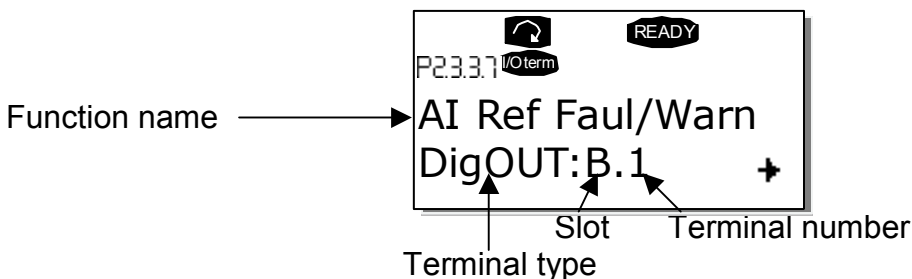 READY
P2.3.3.7 I/Oterm
Function name
AI Ref Faul/Warn
DigOUT:B.1
Slot Terminal number
Terminal type